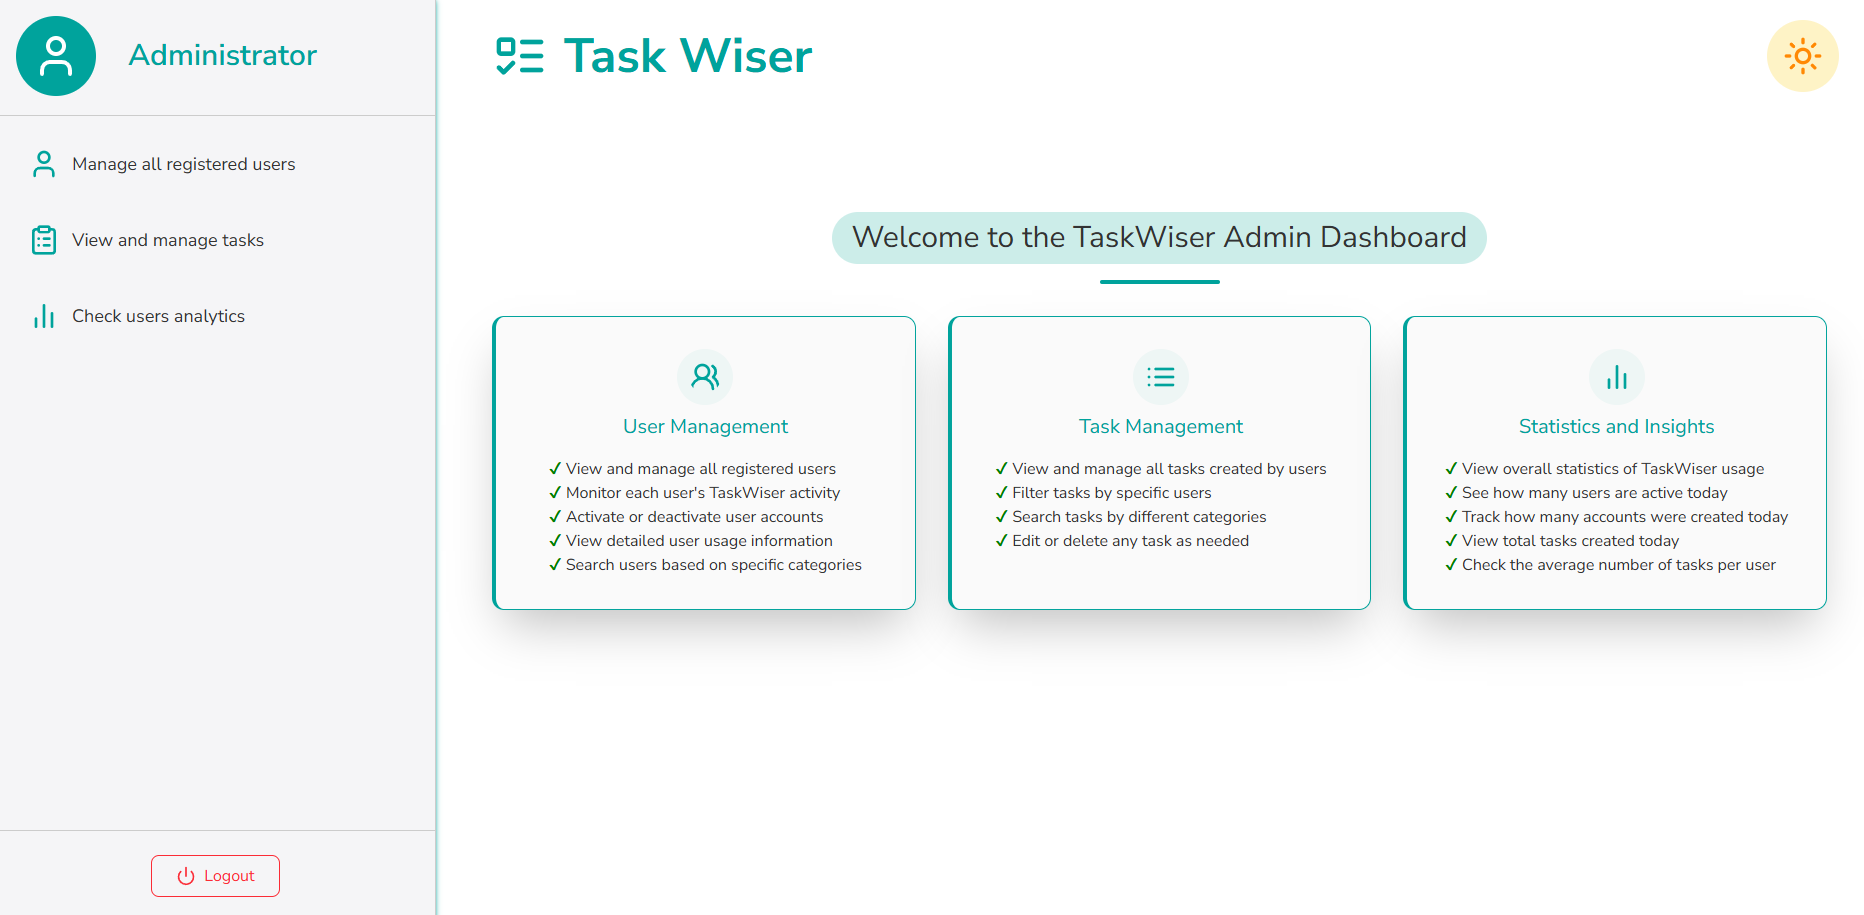 Administrator
Manage all registered users
View and manage tasks
Check users analytics
Logout
Task Wiser
Welcome to the TaskWiser Admin Dashboard
User Management
✓ View and manage all registered users
✓ Monitor each user's TaskWiser activity
✓ Activate or deactivate user accounts
✓ View detailed user usage information
✓ Search users based on specific categories
Task Management
✓ View and manage all tasks created by users
✓ Filter tasks by specific users
✓ Search tasks by different categories
✓ Edit or delete any task as needed
Statistics and Insights
✓ View overall statistics of TaskWiser usage
✓ See how many users are active today
✓ Track how many accounts were created today
✓ View total tasks created today
✓ Check the average number of tasks per user